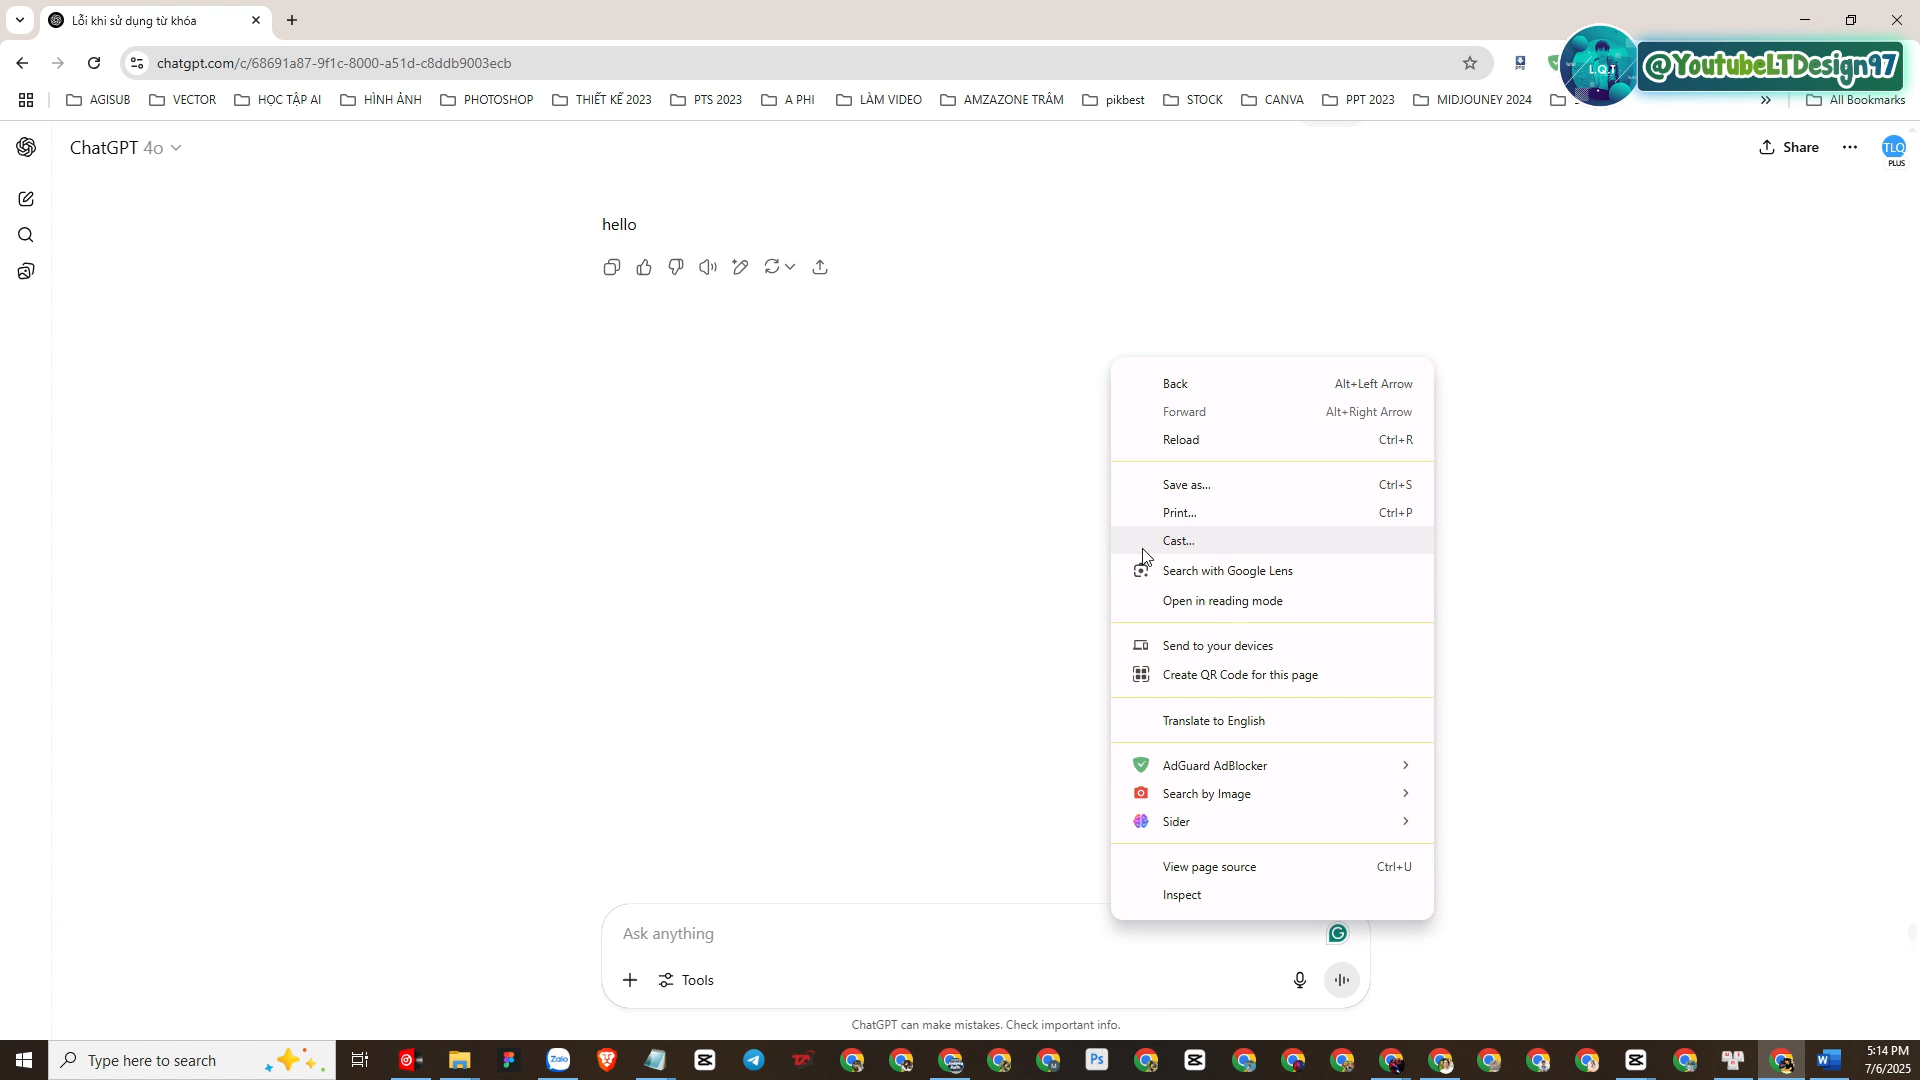 Lỗi khi sử dụng từ khóa
chatgpt.com/c/68691a87-9f1c-8000-a51d-c8ddb9003ecb
L.Q.T
@YoutubeLTDesign97
AGISUB VECTOR HỌC TẬP AI HÌNH ẢNH PHOTOSHOP THIẾT KẾ 2023 PTS 2023 A PHI LÀM VIDEO AMZAZONE TRÂM pikbest STOCK CANVA PPT 2023 MIDJOUNEY 2024 All Bookmarks
ChatGPT 4o
Share
TLQ
PLUS
hello
Back Alt+Left Arrow
Forward Alt+Right Arrow
Reload Ctrl+R
Save as... Ctrl+S
Print... Ctrl+P
Cast...
Search with Google Lens
Open in reading mode
Send to your devices
Create QR Code for this page
Translate to English
AdGuard AdBlocker
Search by Image
Sider
View page source Ctrl+U
Inspect
Ask anything
Tools
ChatGPT can make mistakes. Check important info.
Type here to search
Zalo
Ps
5:14 PM
7/6/2025